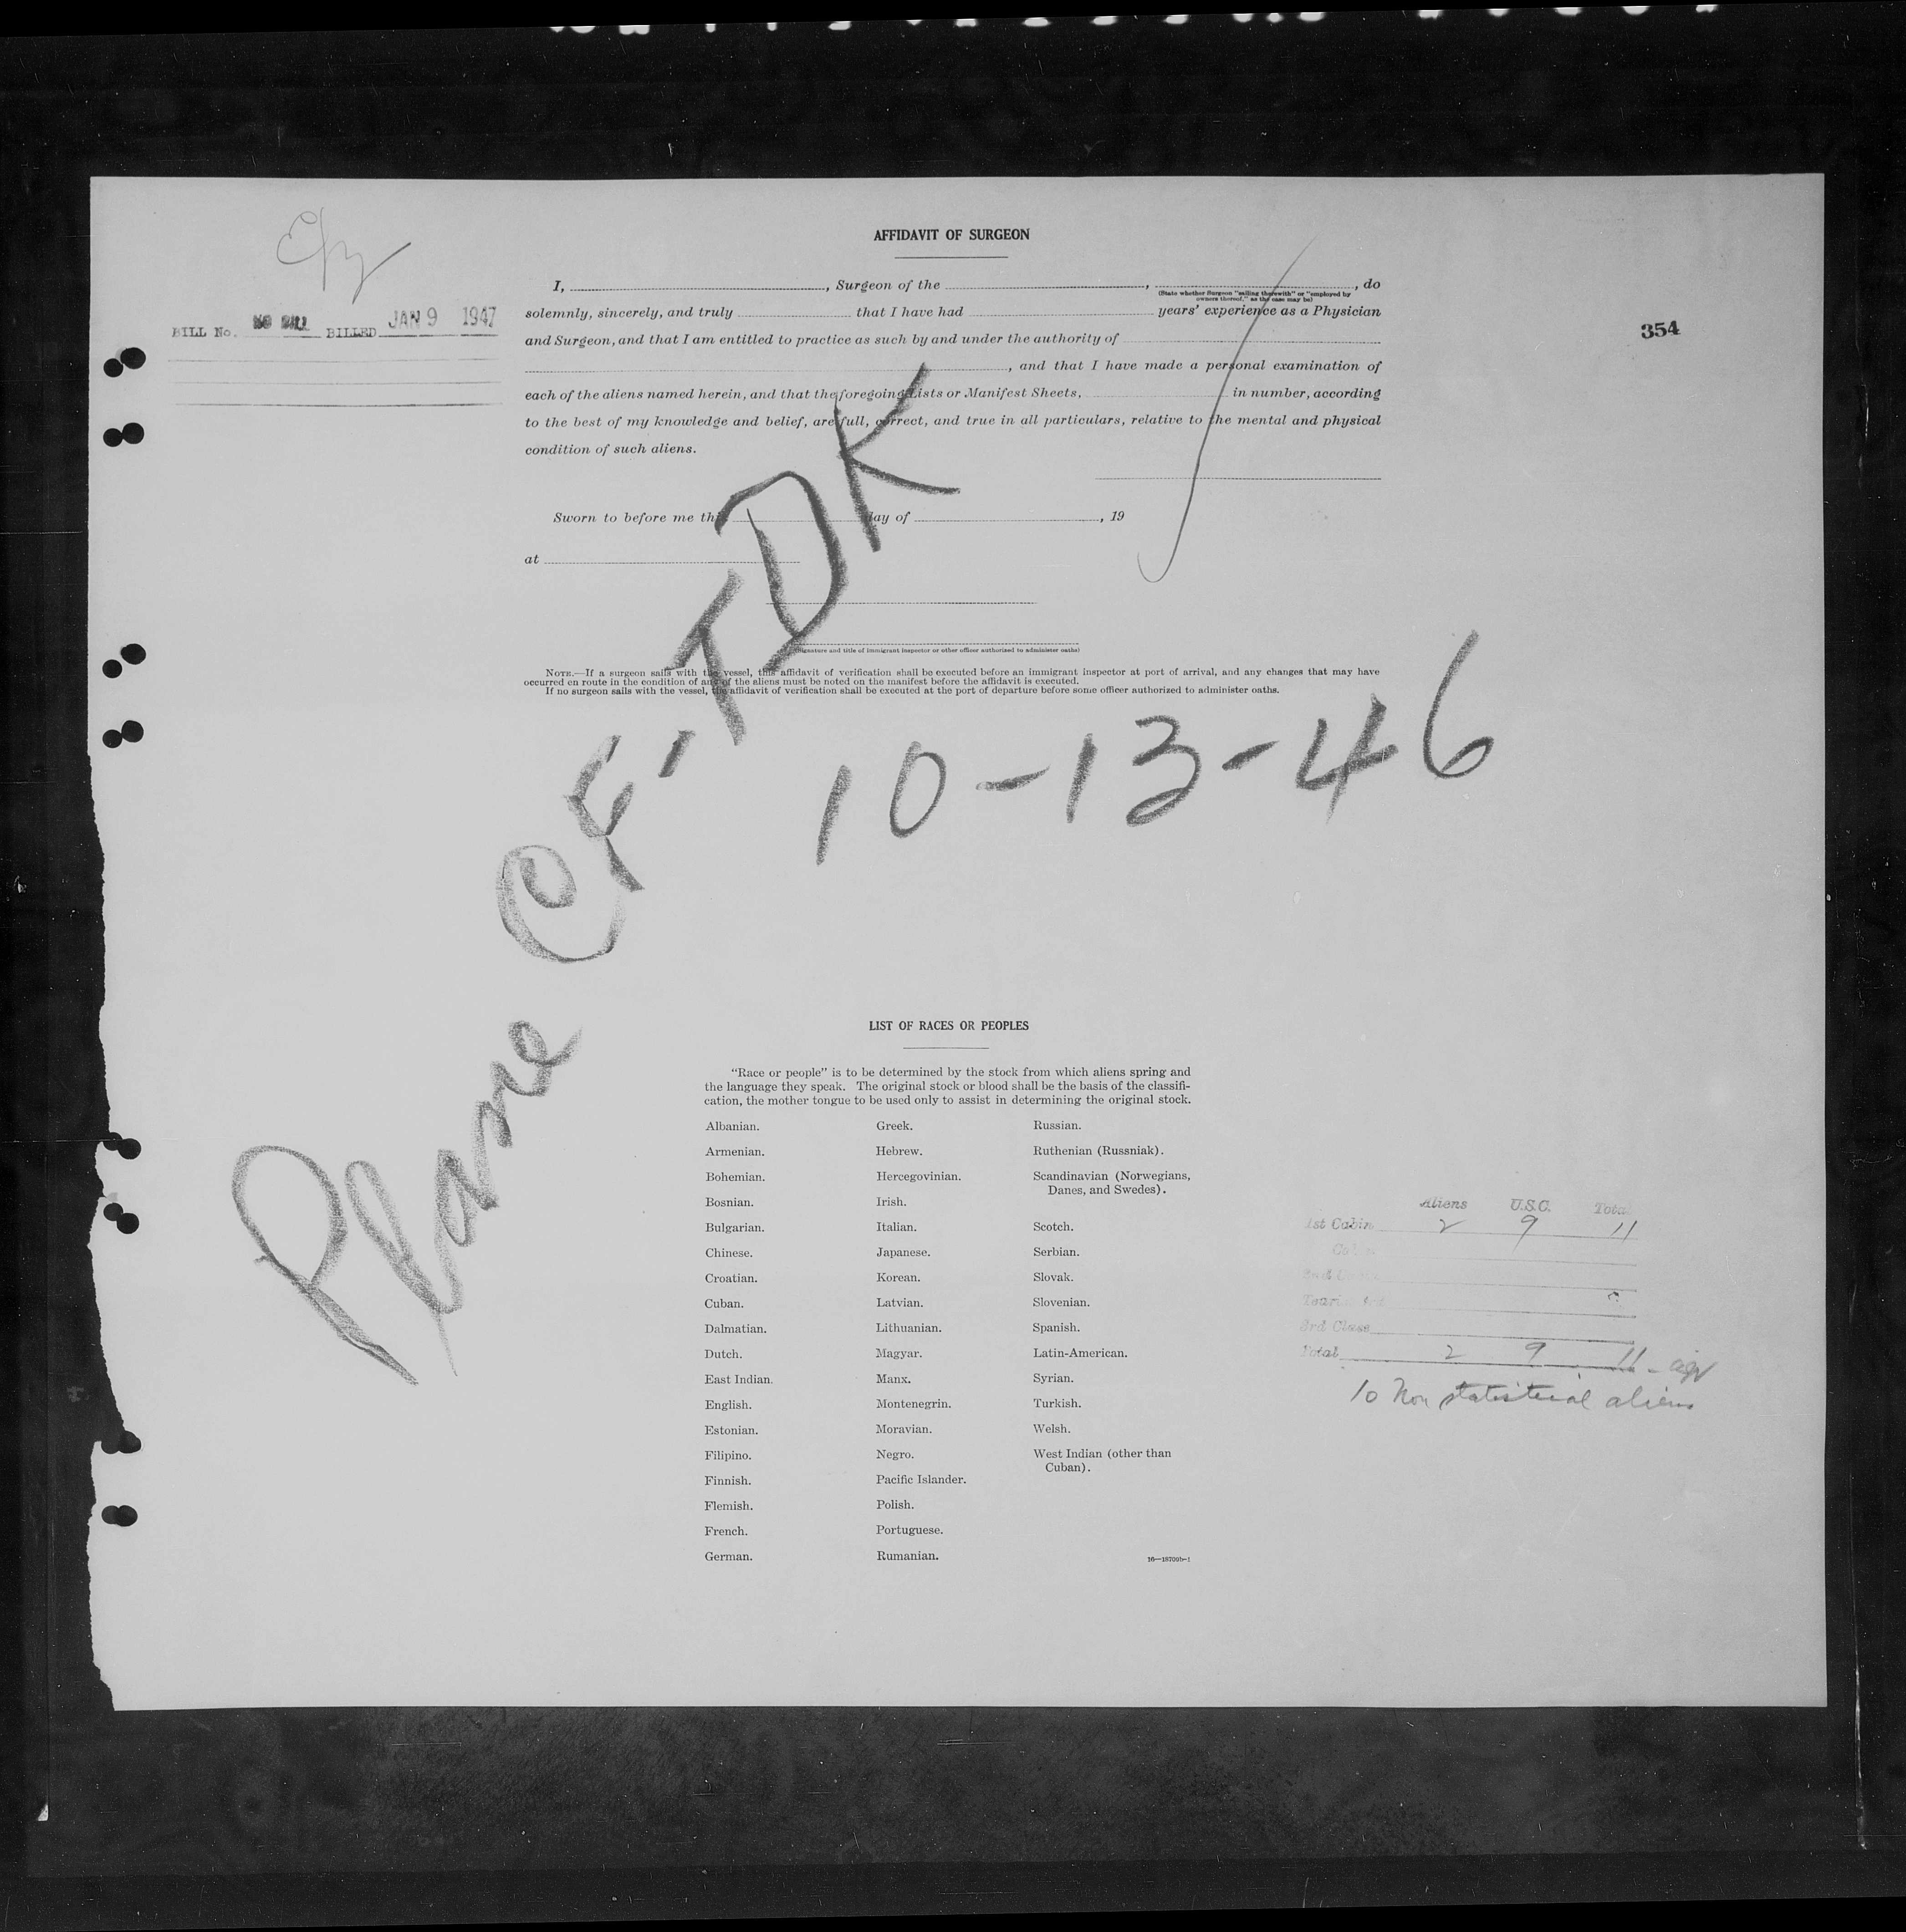 AFFIDAVIT OF SURGEON
I, , Surgeon of the , , do
(State whether Surgeon "sailing therewith" or "employed by
owners thereof," as the case may be)
solemnly, sincerely, and truly that I have had years' experience as a Physician
and Surgeon, and that I am entitled to practice as such by and under the authority of
, and that I have made a personal examination of
each of the aliens named herein, and that the foregoing Lists or Manifest Sheets, in number, according
to the best of my knowledge and belief, are full, correct, and true in all particulars, relative to the mental and physical
condition of such aliens.
BILL No. NO BILL BILLED JAN 9 1947
354
Sworn to before me this day of , 19
at
(Signature and title of immigrant inspector or other officer authorized to administer oaths)
NOTE.—If a surgeon sails with the vessel, this affidavit of verification shall be executed before an immigrant inspector at port of arrival, and any changes that may have
occurred en route in the condition of any of the aliens must be noted on the manifest before the affidavit is executed.
If no surgeon sails with the vessel, the affidavit of verification shall be executed at the port of departure before some officer authorized to administer oaths.
Plane CF-TDK
10-13-46
LIST OF RACES OR PEOPLES
"Race or people" is to be determined by the stock from which aliens spring and
the language they speak. The original stock or blood shall be the basis of the classifi-
cation, the mother tongue to be used only to assist in determining the original stock.
Albanian. Greek. Russian.
Armenian. Hebrew. Ruthenian (Russniak).
Bohemian. Hercegovinian. Scandinavian (Norwegians,
Danes, and Swedes).
Bosnian. Irish.
Bulgarian. Italian. Scotch.
Chinese. Japanese. Serbian.
Croatian. Korean. Slovak.
Cuban. Latvian. Slovenian.
Dalmatian. Lithuanian. Spanish.
Dutch. Magyar. Latin-American.
East Indian. Manx. Syrian.
English. Montenegrin. Turkish.
Estonian. Moravian. Welsh.
Filipino. Negro. West Indian (other than
Cuban).
Finnish. Pacific Islander.
Flemish. Polish.
French. Portuguese.
German. Rumanian.
16—18700b-1
Aliens U.S.C. Total
1st Cabin 2 9 11
3rd Class
Total 2 9 11
10 Non statistical aliens